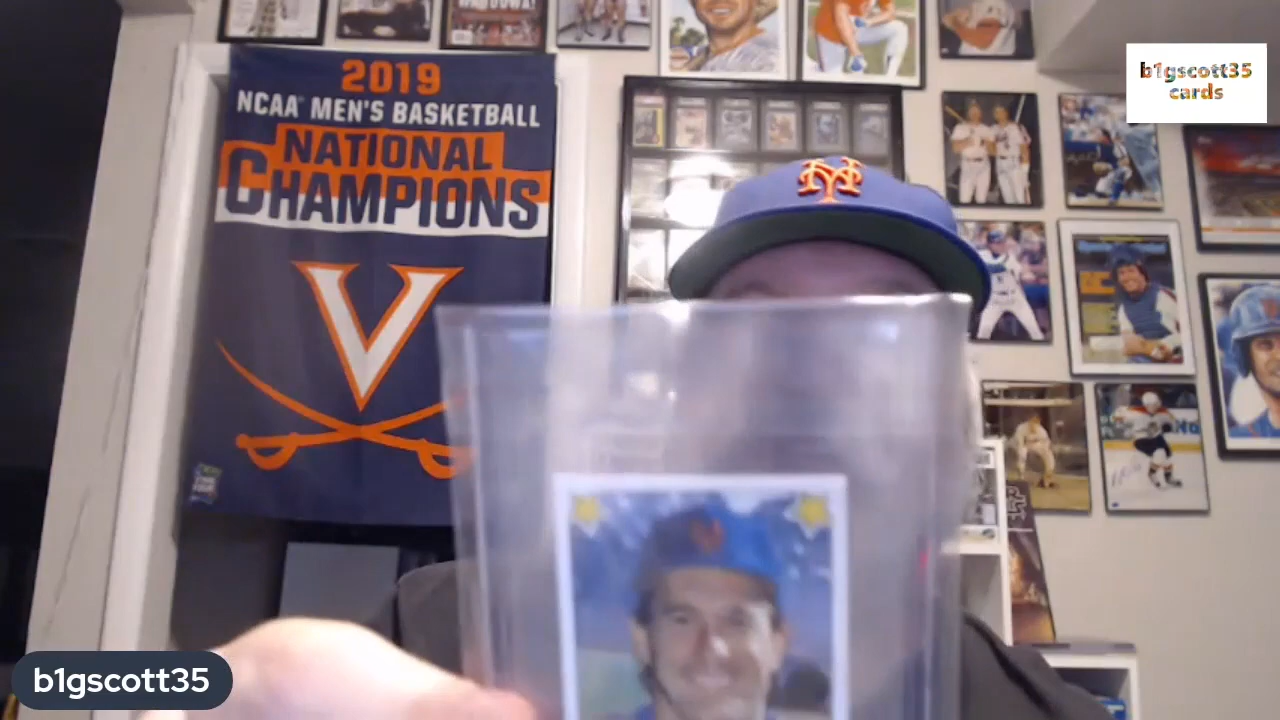 2019
NCAA MEN'S BASKETBALL
NATIONAL
CHAMPIONS
V
b1gscott35
cards
b1gscott35